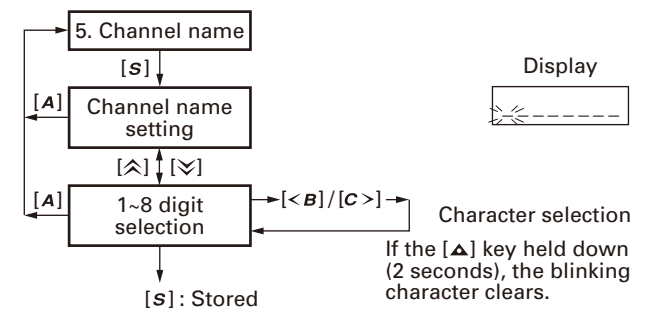 5. Channel name
[S]
Display
[A]
Channel name
setting
[︽] [︾]
[A]
1~8 digit
selection
[<B]/[C>]
Character selection
If the [▲] key held down
(2 seconds), the blinking
character clears.
[S] : Stored